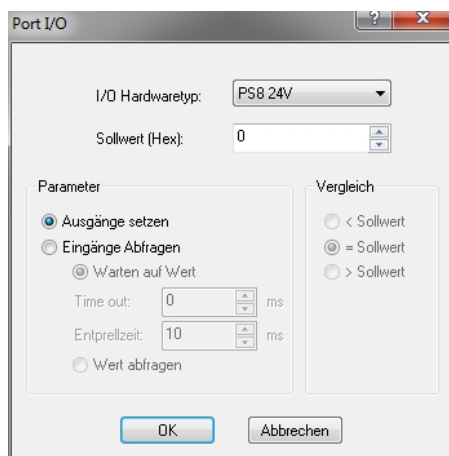 Port I/O
I/O Hardwaretyp: PS8 24V
Sollwert (Hex): 0
Parameter
Ausgänge setzen
Eingänge Abfragen
Warten auf Wert
Time out: 0 ms
Entprellzeit: 10 ms
Wert abfragen
Vergleich
< Sollwert
= Sollwert
> Sollwert
OK Abbrechen